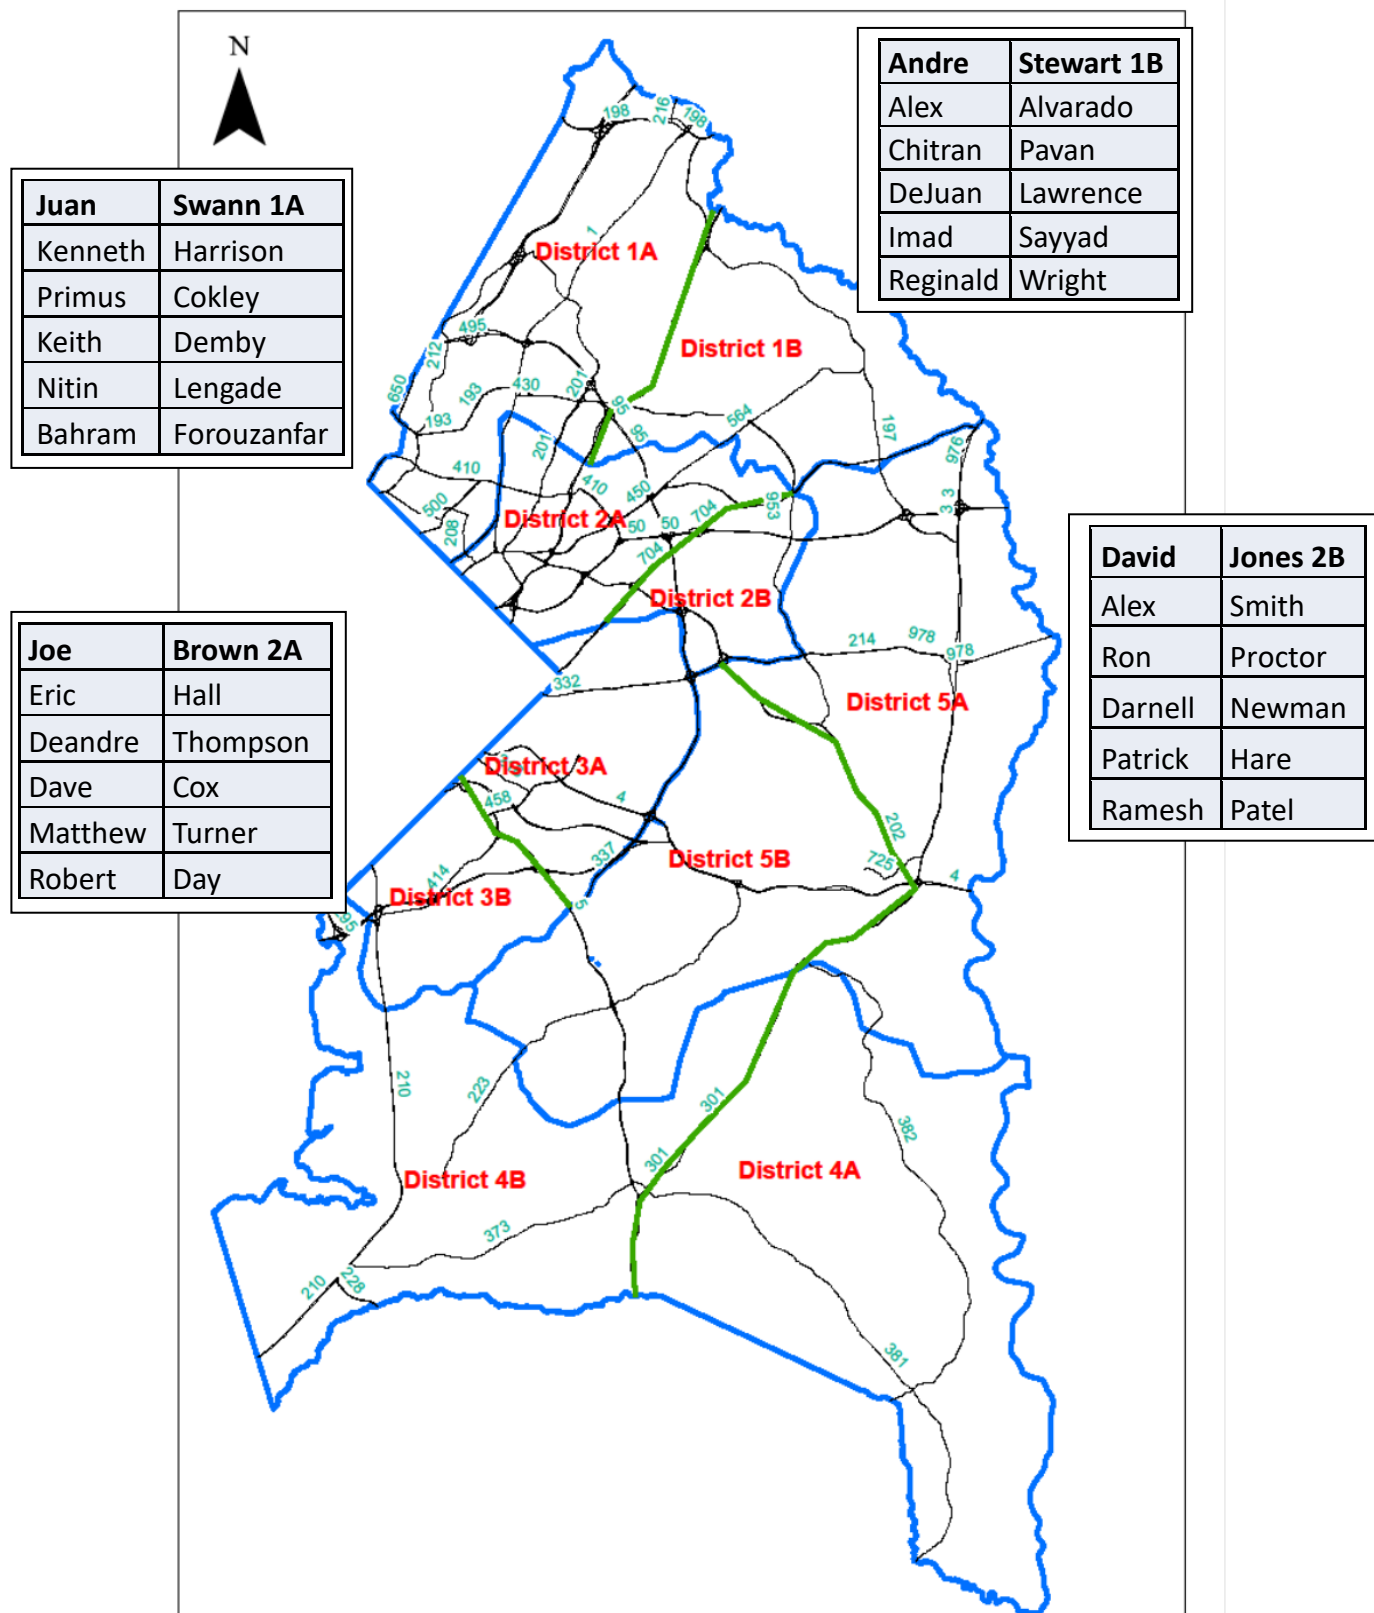 N
Andre Stewart 1B
Alex Alvarado
Chitran Pavan
DeJuan Lawrence
Imad Sayyad
Reginald Wright
Juan Swann 1A
Kenneth Harrison
Primus Cokley
Keith Demby
Nitin Lengade
Bahram Forouzanfar
198
216
198
1
District 1A
495
212
District 1B
650
193
430
201
95
193
95
564
197
201
976
410
410
450
500
District 2A
704
953
3
3
208
50
50
704
District 2B
David Jones 2B
Alex Smith
Ron Proctor
Darnell Newman
Patrick Hare
Ramesh Patel
Joe Brown 2A
Eric Hall
Deandre Thompson
Dave Cox
Matthew Turner
Robert Day
214
978
978
332
District 5A
District 3A
458
4
202
337
District 5B
725
4
414
District 3B
5
295
210
223
301
382
301
District 4A
District 4B
373
210
228
381